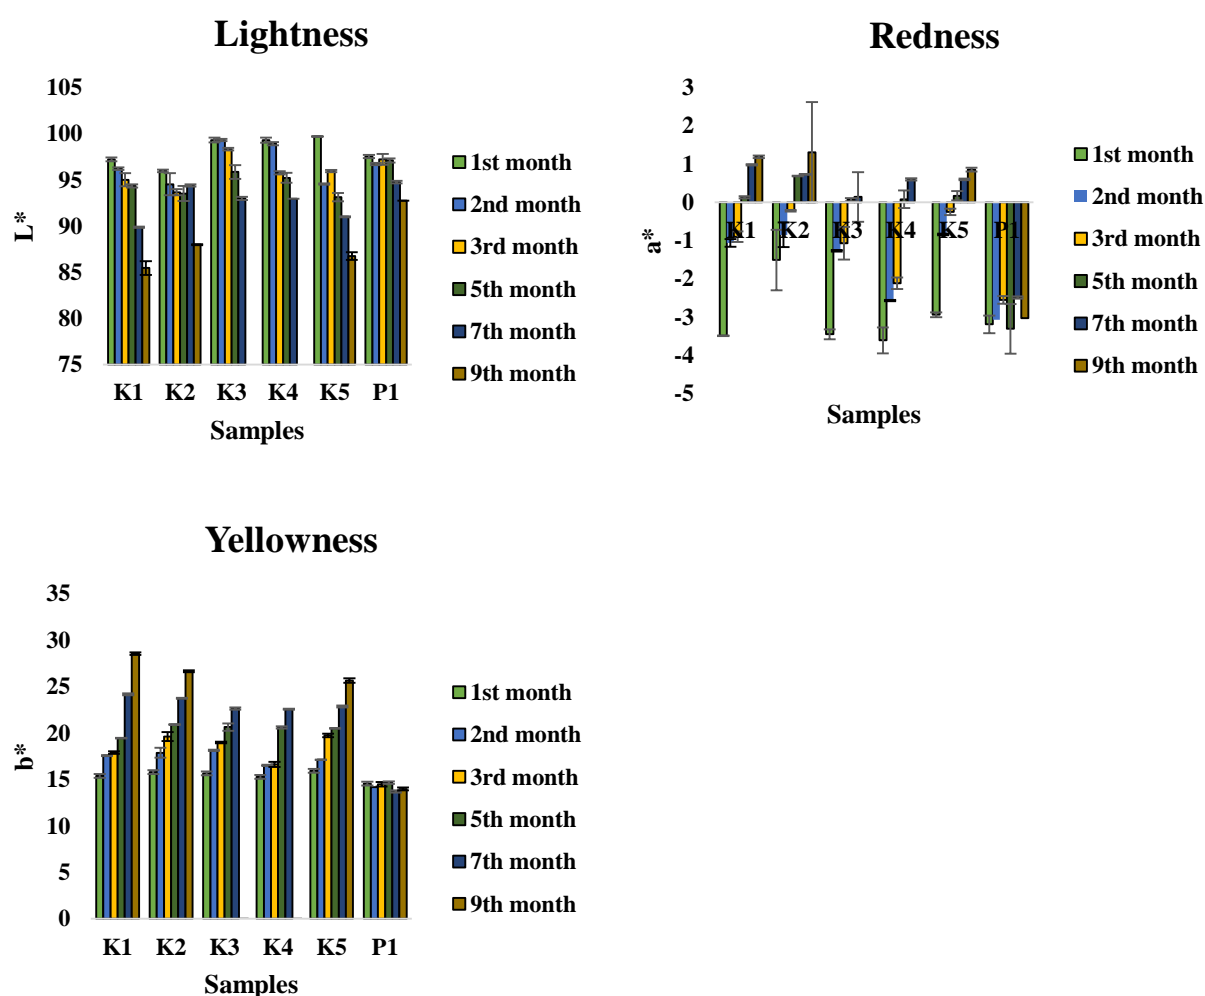 Lightness
105
100
95
90
85
80
75
L*
K1 K2 K3 K4 K5 P1
Samples
1st month
2nd month
3rd month
5th month
7th month
9th month
Redness
3
2
1
0
-1
-2
-3
-4
-5
a*
K1 K2 K3 K4 K5 P1
Samples
1st month
2nd month
3rd month
5th month
7th month
9th month
Yellowness
35
30
25
20
15
10
5
0
b*
K1 K2 K3 K4 K5 P1
Samples
1st month
2nd month
3rd month
5th month
7th month
9th month